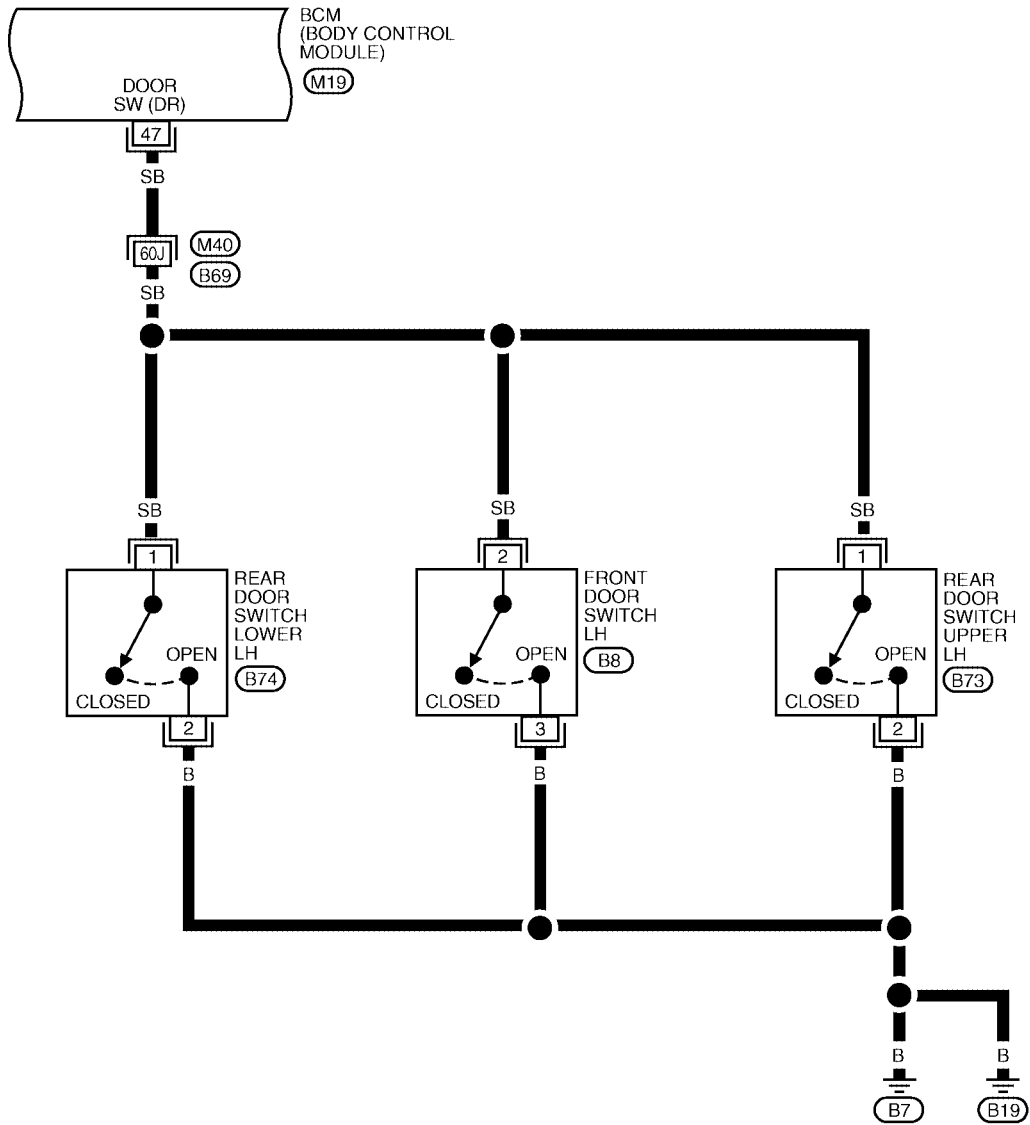 BCM
(BODY CONTROL
MODULE)
M19
DOOR
SW (DR)
47
SB
60J
M40
B69
SB
SB
SB
SB
1
2
1
REAR
DOOR
SWITCH
LOWER
LH
B74
OPEN
CLOSED
FRONT
DOOR
SWITCH
LH
B8
OPEN
CLOSED
REAR
DOOR
SWITCH
UPPER
LH
B73
OPEN
CLOSED
2
3
2
B
B
B
B
B
B7
B19